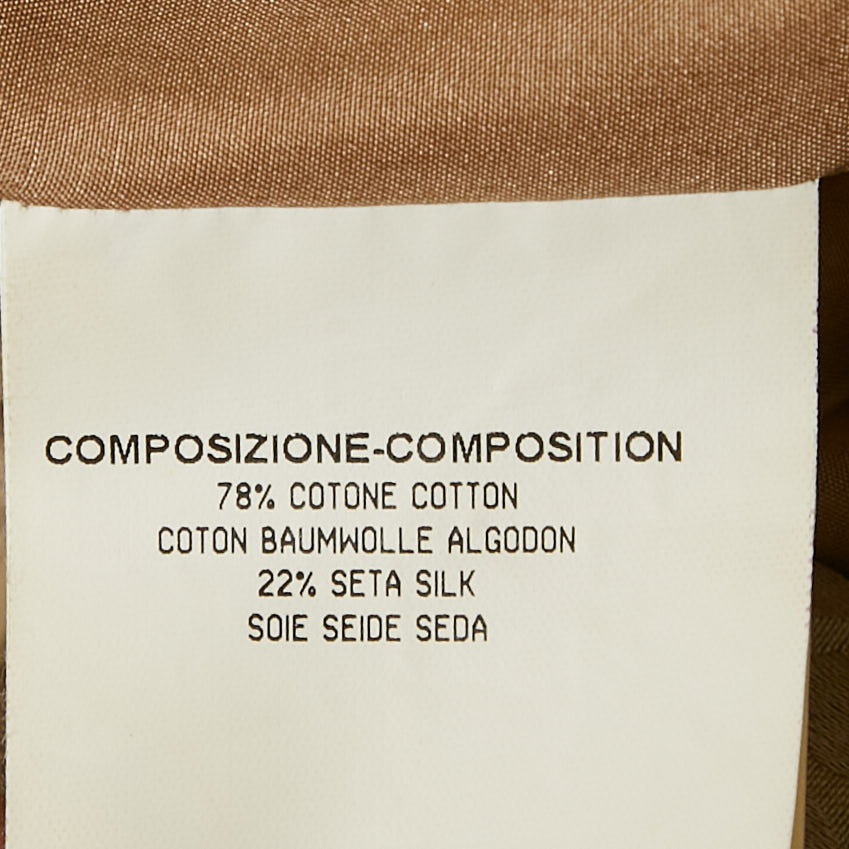 COMPOSIZIONE-COMPOSITION
78% COTONE COTTON
COTON BAUMWOLLE ALGODON
22% SETA SILK
SOIE SEIDE SEDA